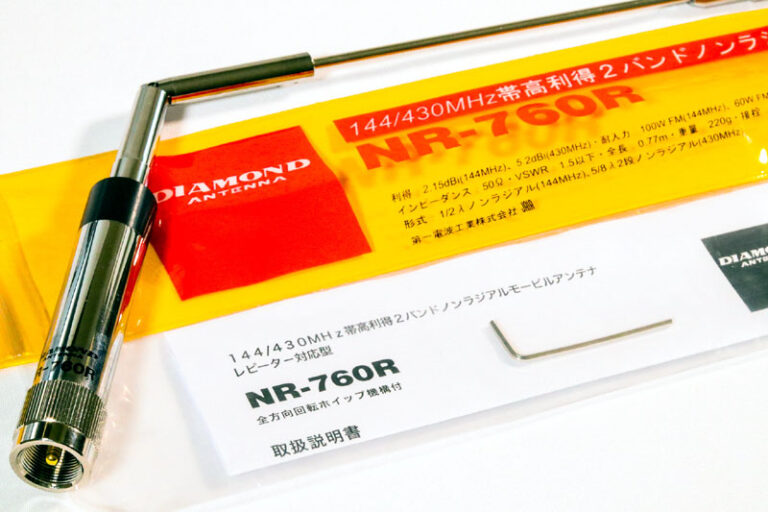 144/430MHz帯高利得2バンドノンラジ
NR-760R
DIAMOND
ANTENNA
利得 : 2.15dBi(144MHz)、5.2dBi(430MHz)・耐入力 : 100W FM(144MHz)、60W FM
インピーダンス : 50Ω・VSWR : 1.5以下・全長 : 0.77m・重量 : 220g・接栓
形式 : 1/2λノンラジアル(144MHz)、5/8λ2段ノンラジアル(430MHz
第一電波工業株式会社
DIAMOND
ANTENNA
144/430MHz帯高利得2バンドノンラジアルモービルアンテナ
レピーター対応型
NR-760R
全方向回転ホイップ機構付
取扱説明書
NR-760R